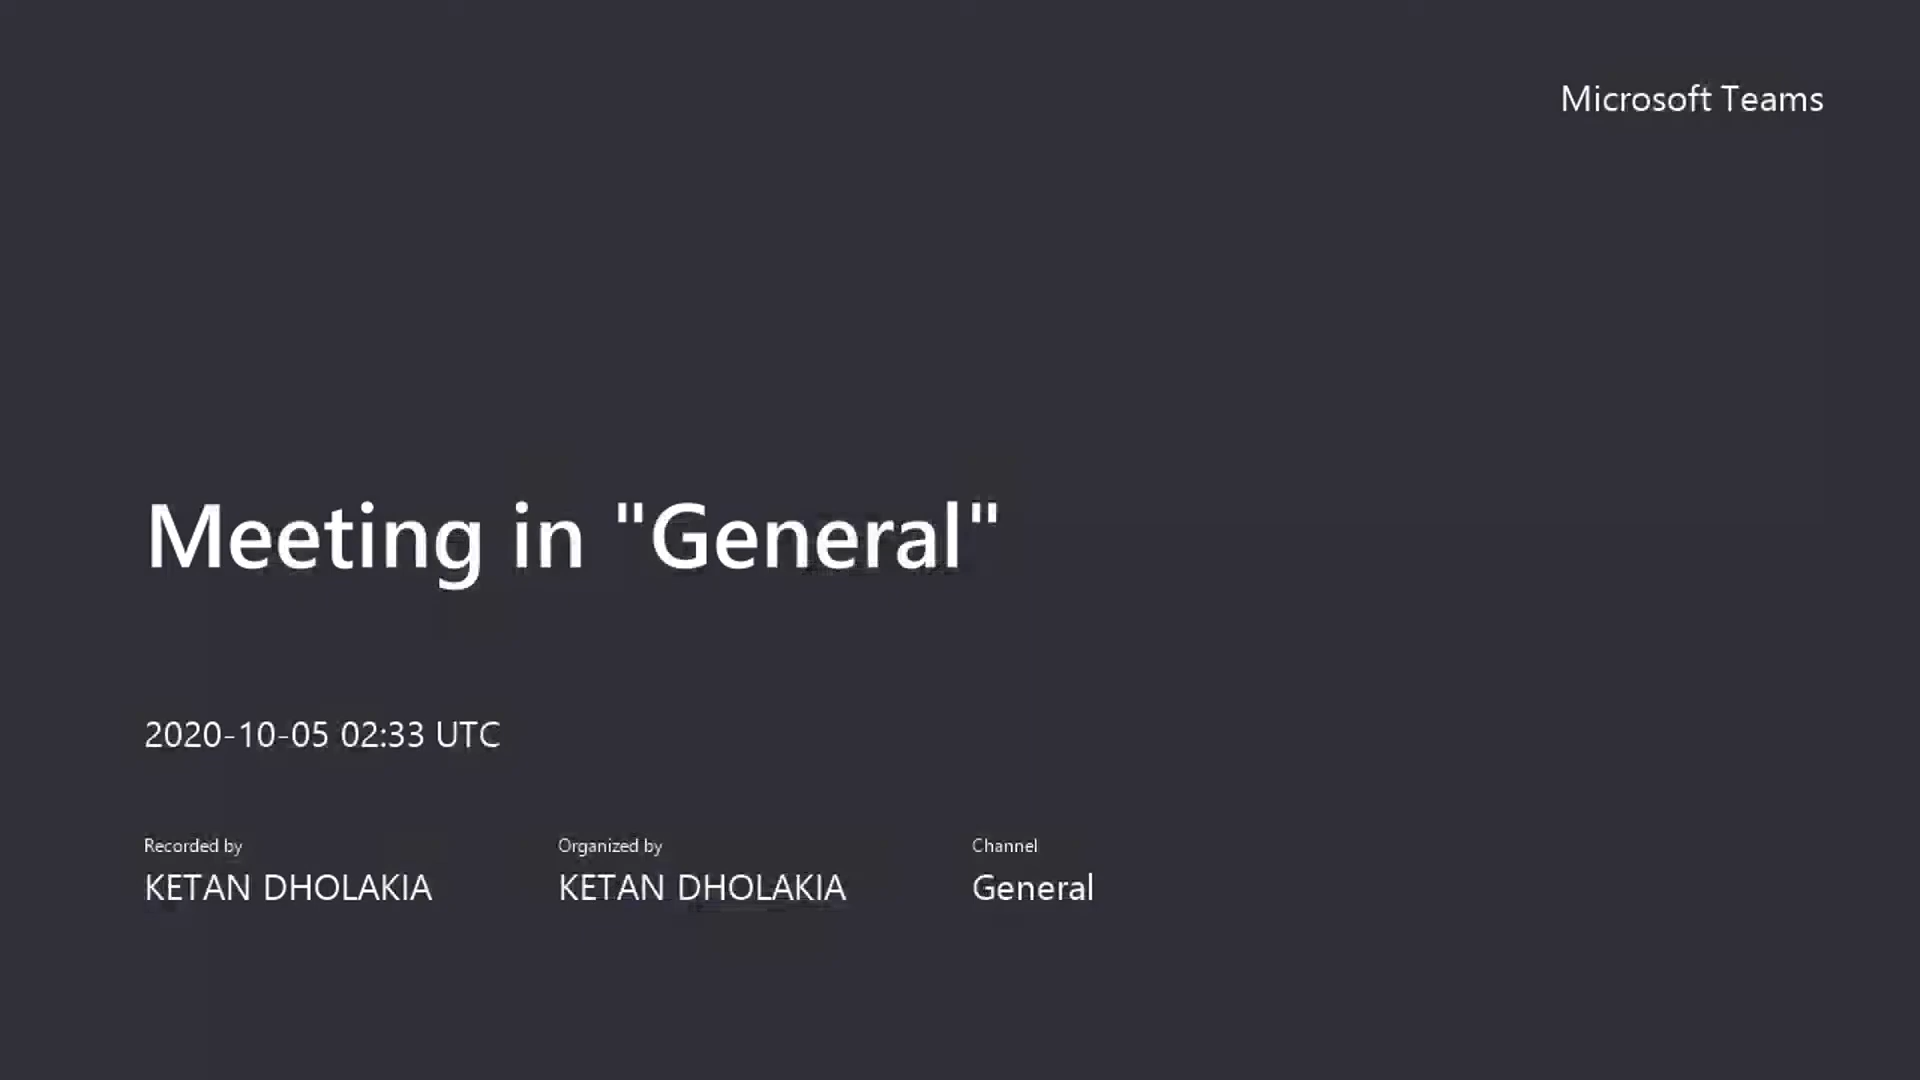 Microsoft Teams
Meeting in "General"
2020-10-05 02:33 UTC
Recorded by
KETAN DHOLAKIA
Organized by
KETAN DHOLAKIA
Channel
General